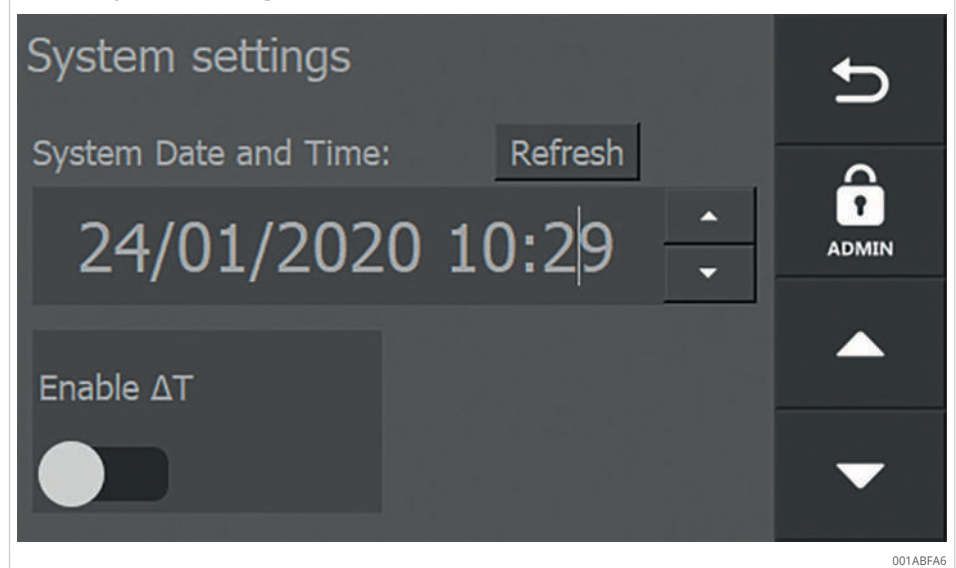 System settings
System Date and Time:
Refresh
24/01/2020 10:29
ADMIN
Enable ΔT
001ABFA6